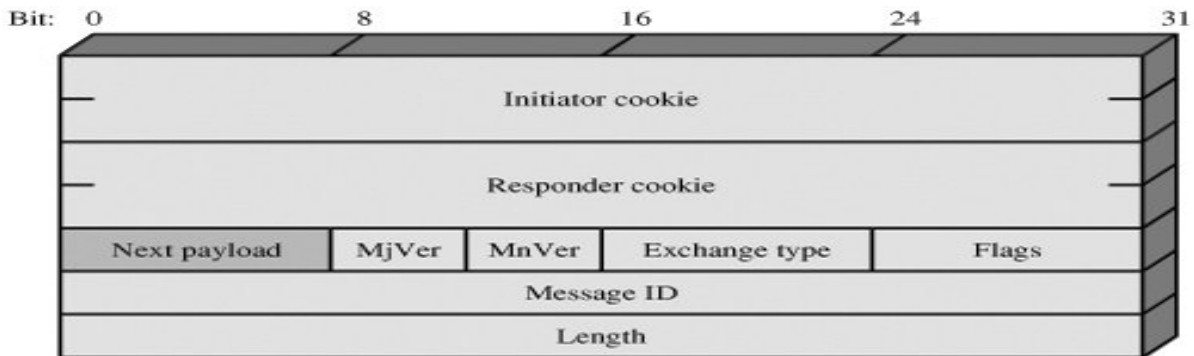 Bit: 0 8 16 24 31
Initiator cookie
Responder cookie
Next payload MjVer MnVer Exchange type Flags
Message ID
Length